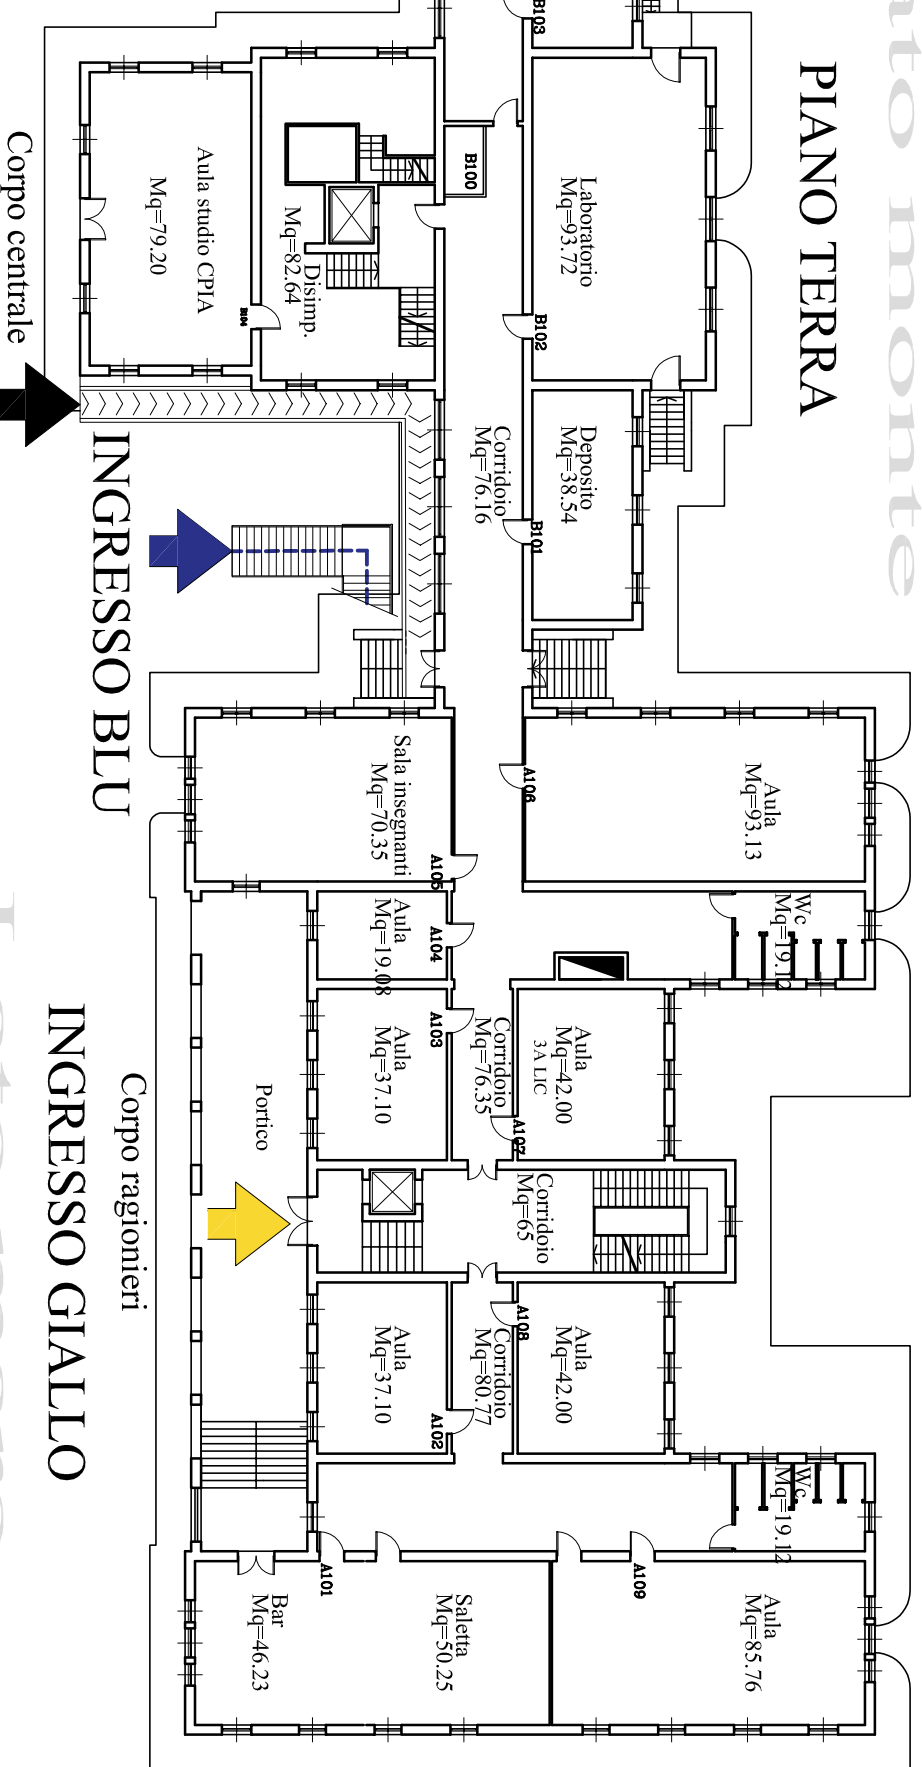 PIANO TERRA
B103
B100
Laboratorio
Mq=93.72
B102
Aula studio CPIA
Mq=79.20
Disimp.
Mq=82.64
B104
Corpo centrale
Deposito
Mq=38.54
Corridoio
Mq=76.16
B101
INGRESSO BLU
Aula
Mq=93.13
A106
Sala insegnanti
Mq=70.35
A105
Wc
Mq=19.12
Aula
Mq=19.08
A104
A103
Aula
Mq=37.10
Corridoio
Mq=76.35
Aula
Mq=42.00
3A LIC
A107
Portico
Corridoio
Mq=65
Corpo ragionieri
INGRESSO GIALLO
Aula
Mq=37.10
A102
Corridoio
Mq=80.77
A108
Aula
Mq=42.00
Wc
Mq=19.12
A101
A109
Bar
Mq=46.23
Saletta
Mq=50.25
Aula
Mq=85.76